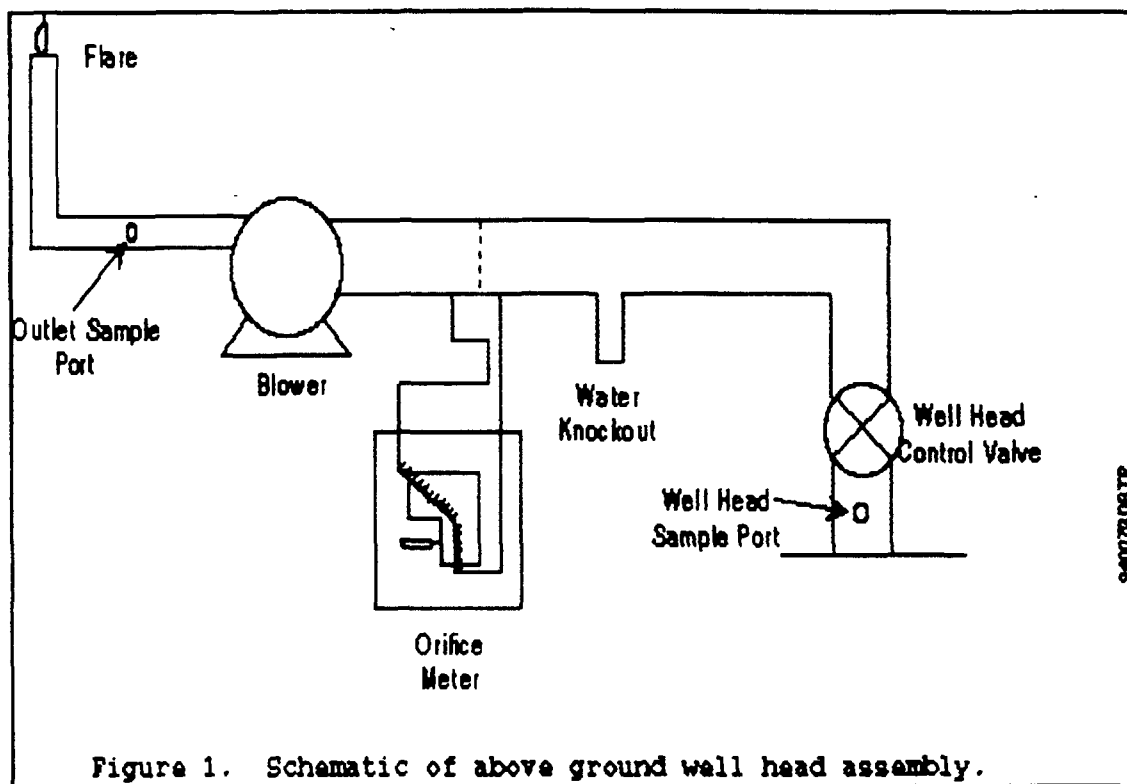 Flare
Outlet Sample
Port
Blower
Water
Knockout
Well Head
Control Valve
Well Head
Sample Port
Orifice
Meter
Figure 1. Schematic of above ground well head assembly.